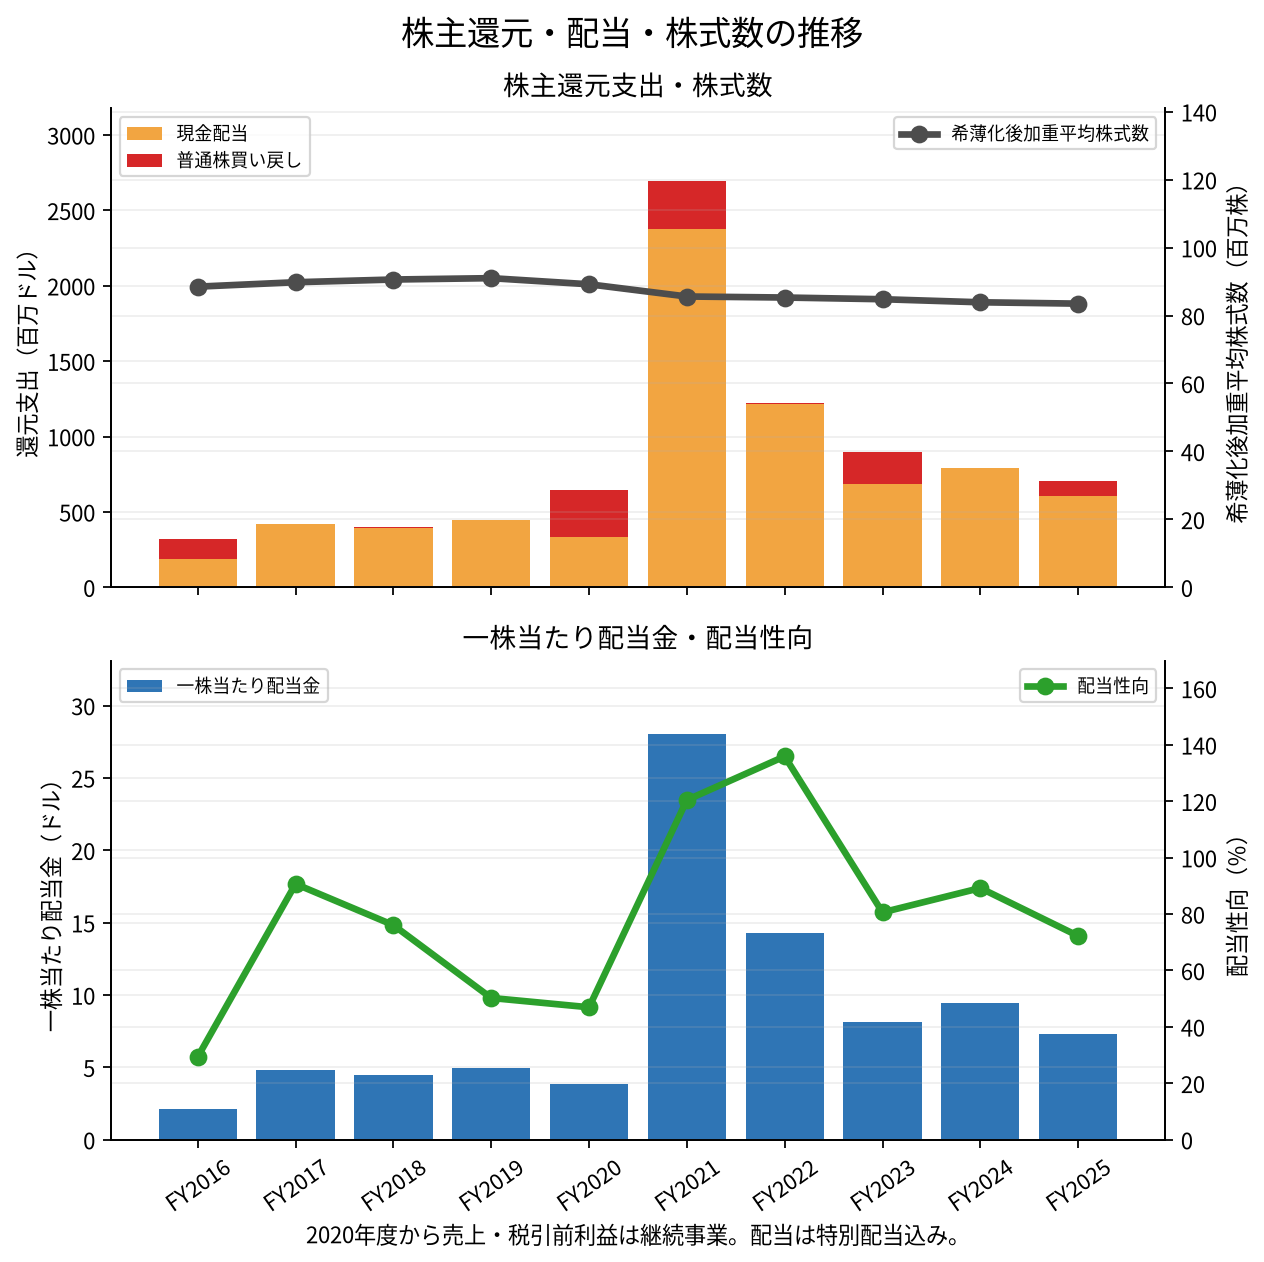 株主還元・配当・株式数の推移
株主還元支出・株式数
現金配当
普通株買い戻し
希薄化後加重平均株式数
還元支出（百万ドル）
3000
2500
2000
1500
1000
500
0
140
120
100
80
60
40
20
0
希薄化後加重平均株式数（百万株）
一株当たり配当金・配当性向
一株当たり配当金
配当性向
一株当たり配当金（ドル）
30
25
20
15
10
5
0
160
140
120
100
80
60
40
20
0
配当性向（%）
FY2016
FY2017
FY2018
FY2019
FY2020
FY2021
FY2022
FY2023
FY2024
FY2025
2020年度から売上・税引前利益は継続事業。配当は特別配当込み。